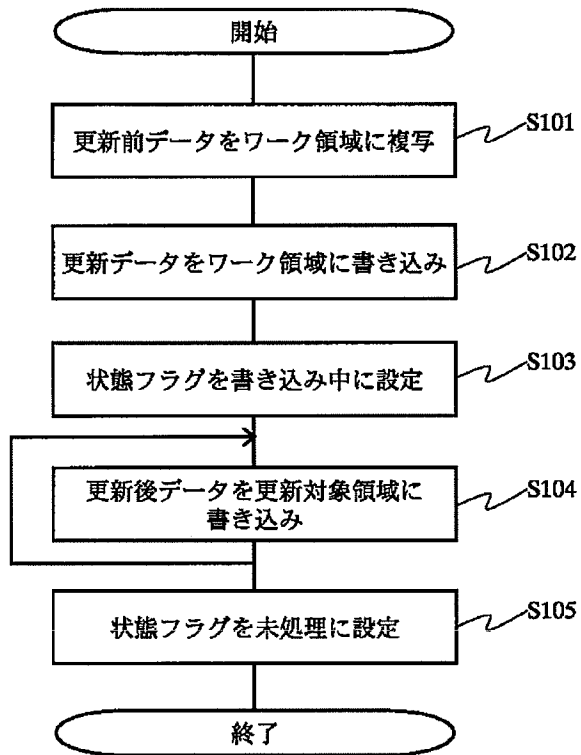 開始
更新前データをワーク領域に複写
S101
更新データをワーク領域に書き込み
S102
状態フラグを書き込み中に設定
S103
更新後データを更新対象領域に
書き込み
S104
状態フラグを未処理に設定
S105
終了